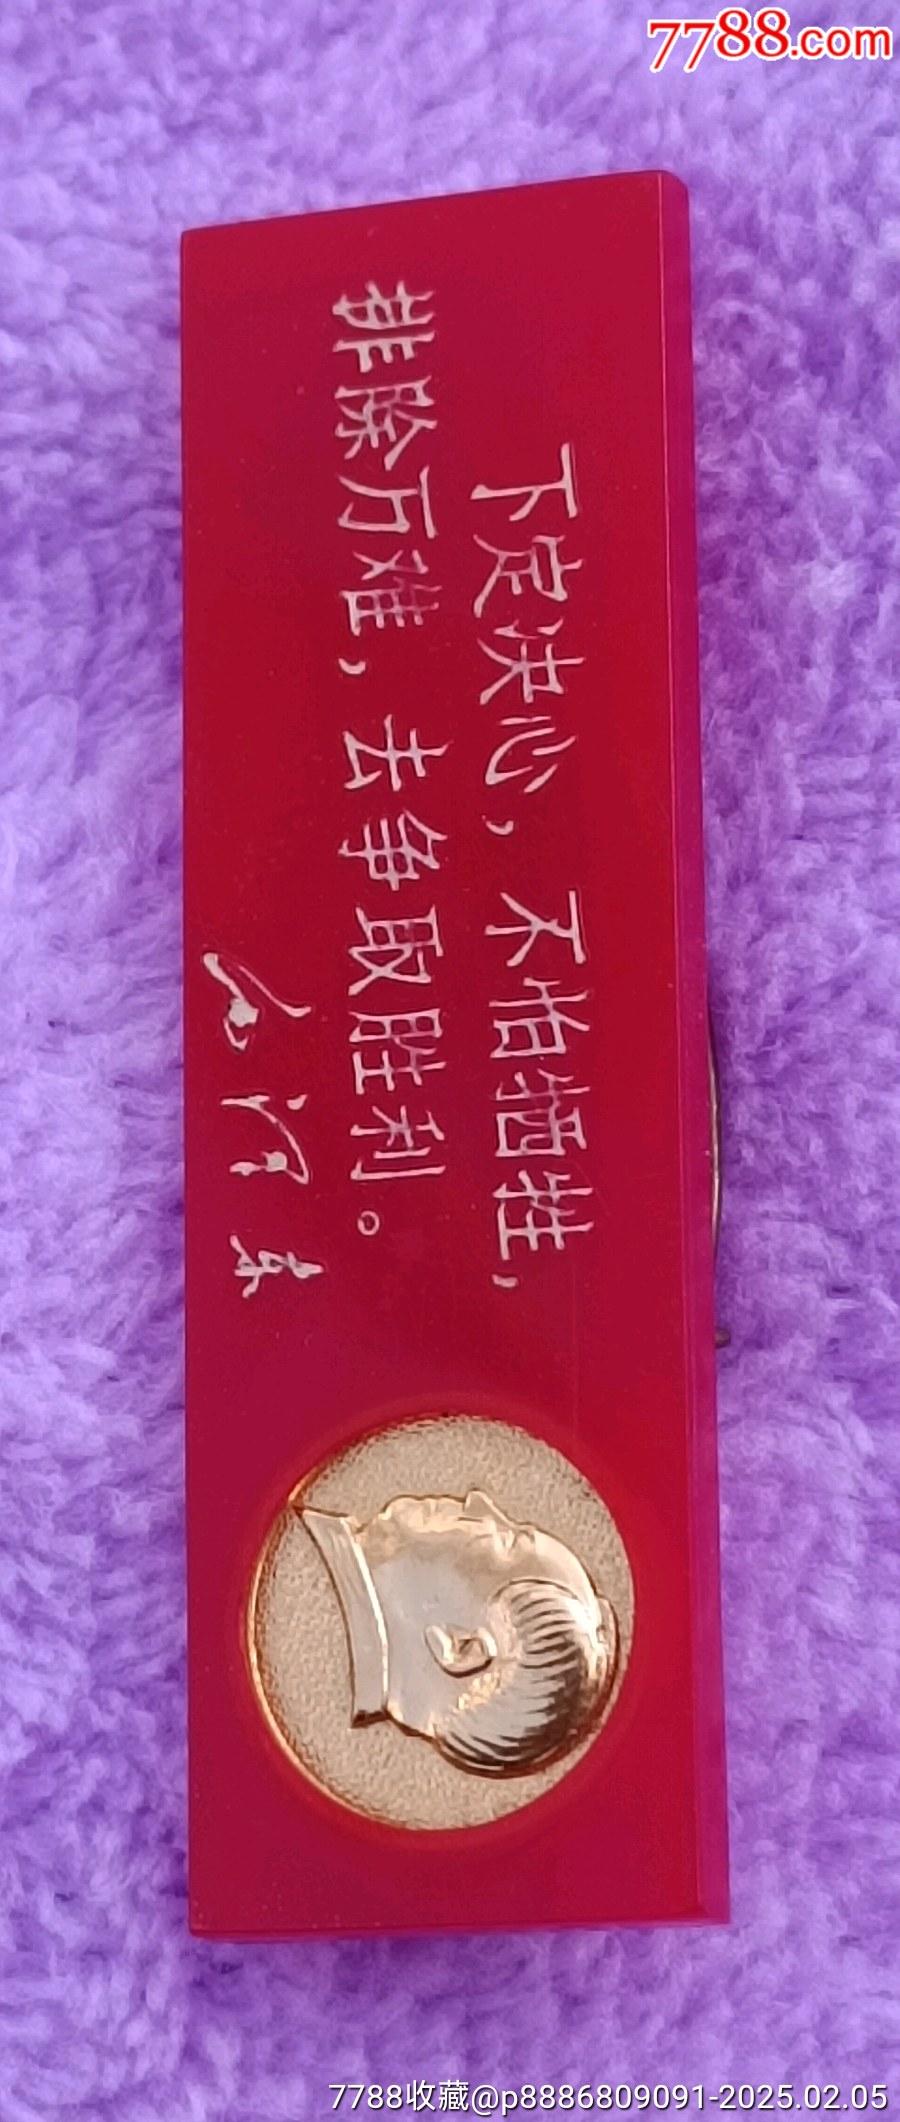 7788.com
下定决心，不怕牺牲，
排除万难，去争取胜利。
毛泽东
7788收藏@p8886809091-2025.02.05